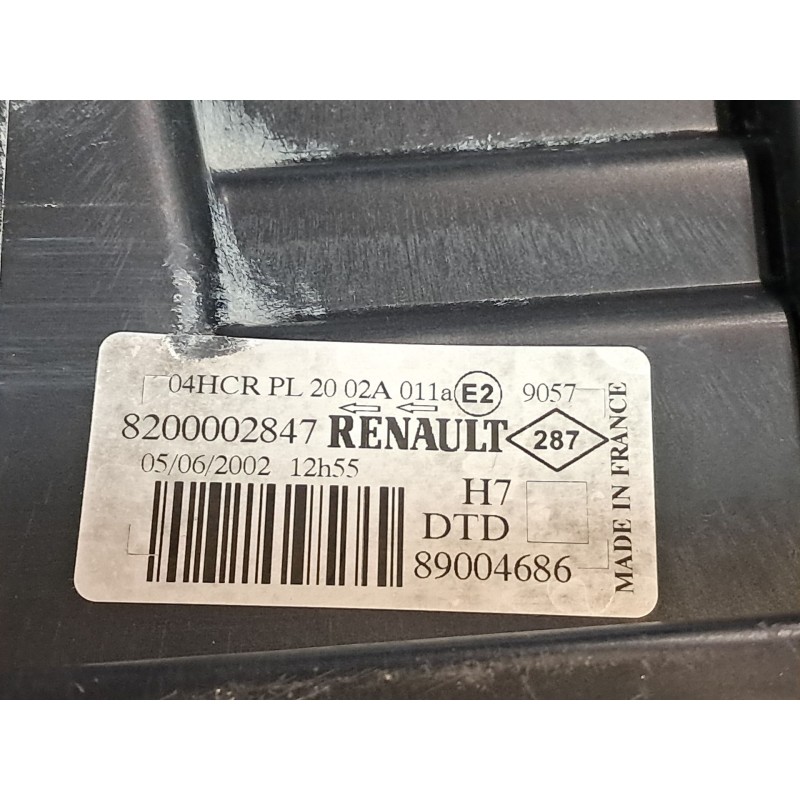 04HCR PL 20 02A 011a E2 9057
8200002847 RENAULT 287
05/06/2002 12h55
H7
DTD
89004686
MADE IN FRANCE